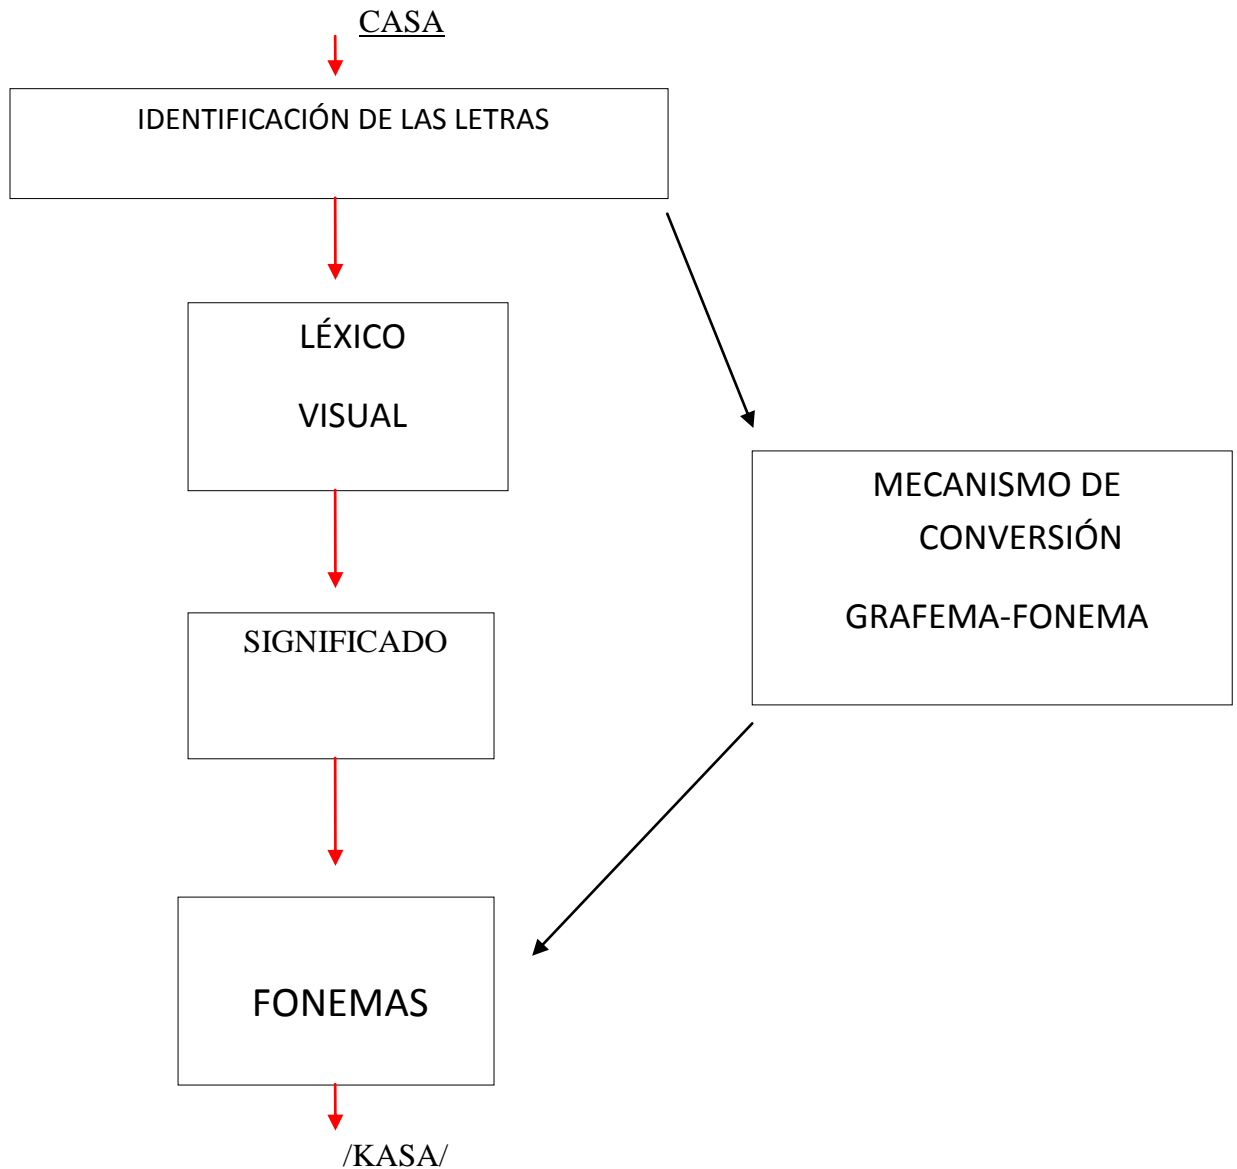 CASA
IDENTIFICACIÓN DE LAS LETRAS
LÉXICO
VISUAL
MECANISMO DE
CONVERSIÓN
GRAFEMA-FONEMA
SIGNIFICADO
FONEMAS
/KASA/